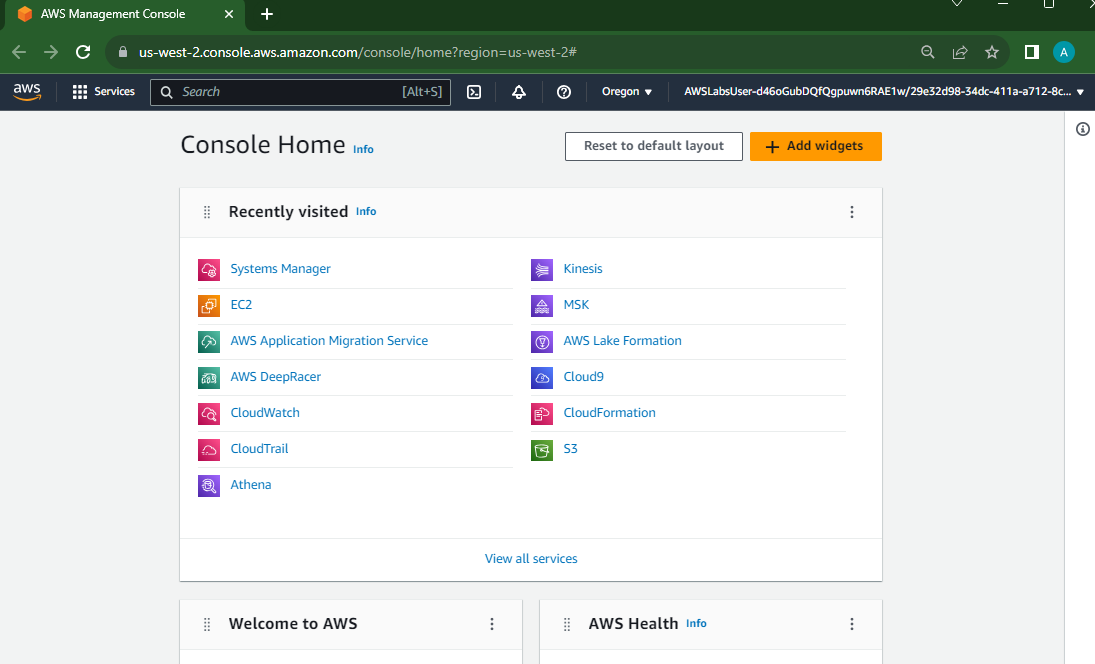 AWS Management Console
us-west-2.console.aws.amazon.com/console/home?region=us-west-2#
A
aws
Services
Search
[Alt+S]
Oregon
AWSLabsUser-d46oGubDQfQgpuwn6RAE1w/29e32d98-34dc-411a-a712-8c...
Console Home Info
Reset to default layout
Add widgets
Recently visited Info
Systems Manager
EC2
AWS Application Migration Service
AWS DeepRacer
CloudWatch
CloudTrail
Athena
Kinesis
MSK
AWS Lake Formation
Cloud9
CloudFormation
S3
View all services
Welcome to AWS
AWS Health Info